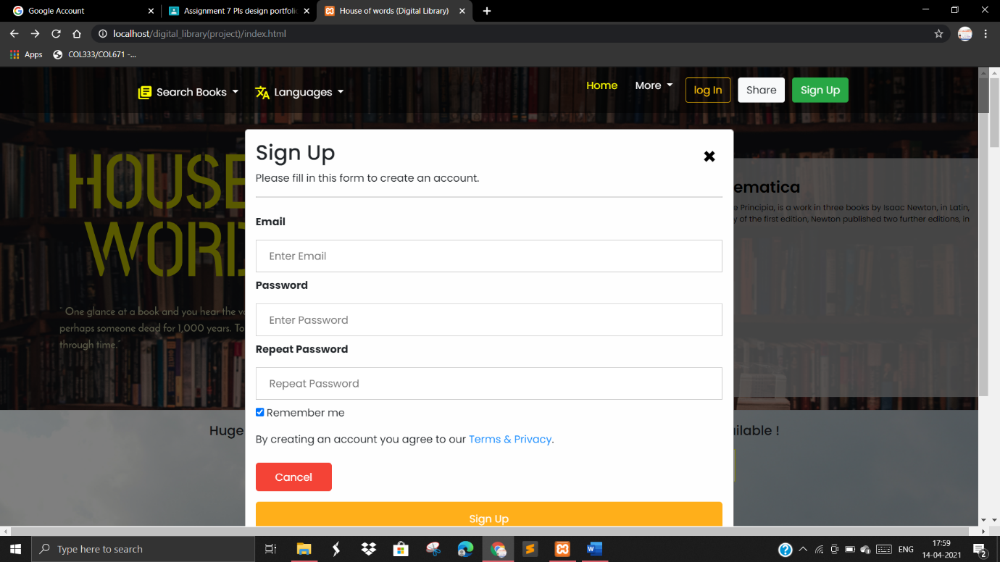 Google Account
Assignment 7 Pls design portfolio
House of words (Digital Library)
localhost/digital_library(project)/index.html
Apps
COL333/COL671 -...
Search Books
Languages
Home
More
log In
Share
Sign Up
HOUSE
WORD
" One glance at a book and you hear the vo
perhaps someone dead for 1,000 years. To
through time."
ematica
e Principia, is a work in three books by Isaac Newton, in Latin,
y of the first edition, Newton published two further editions, in
Sign Up
Please fill in this form to create an account.
Email
Enter Email
Password
Enter Password
Repeat Password
Repeat Password
Remember me
By creating an account you agree to our Terms & Privacy.
Cancel
Sign Up
Huge
ilable !
Type here to search
ENG
17:59
14-04-2021
2